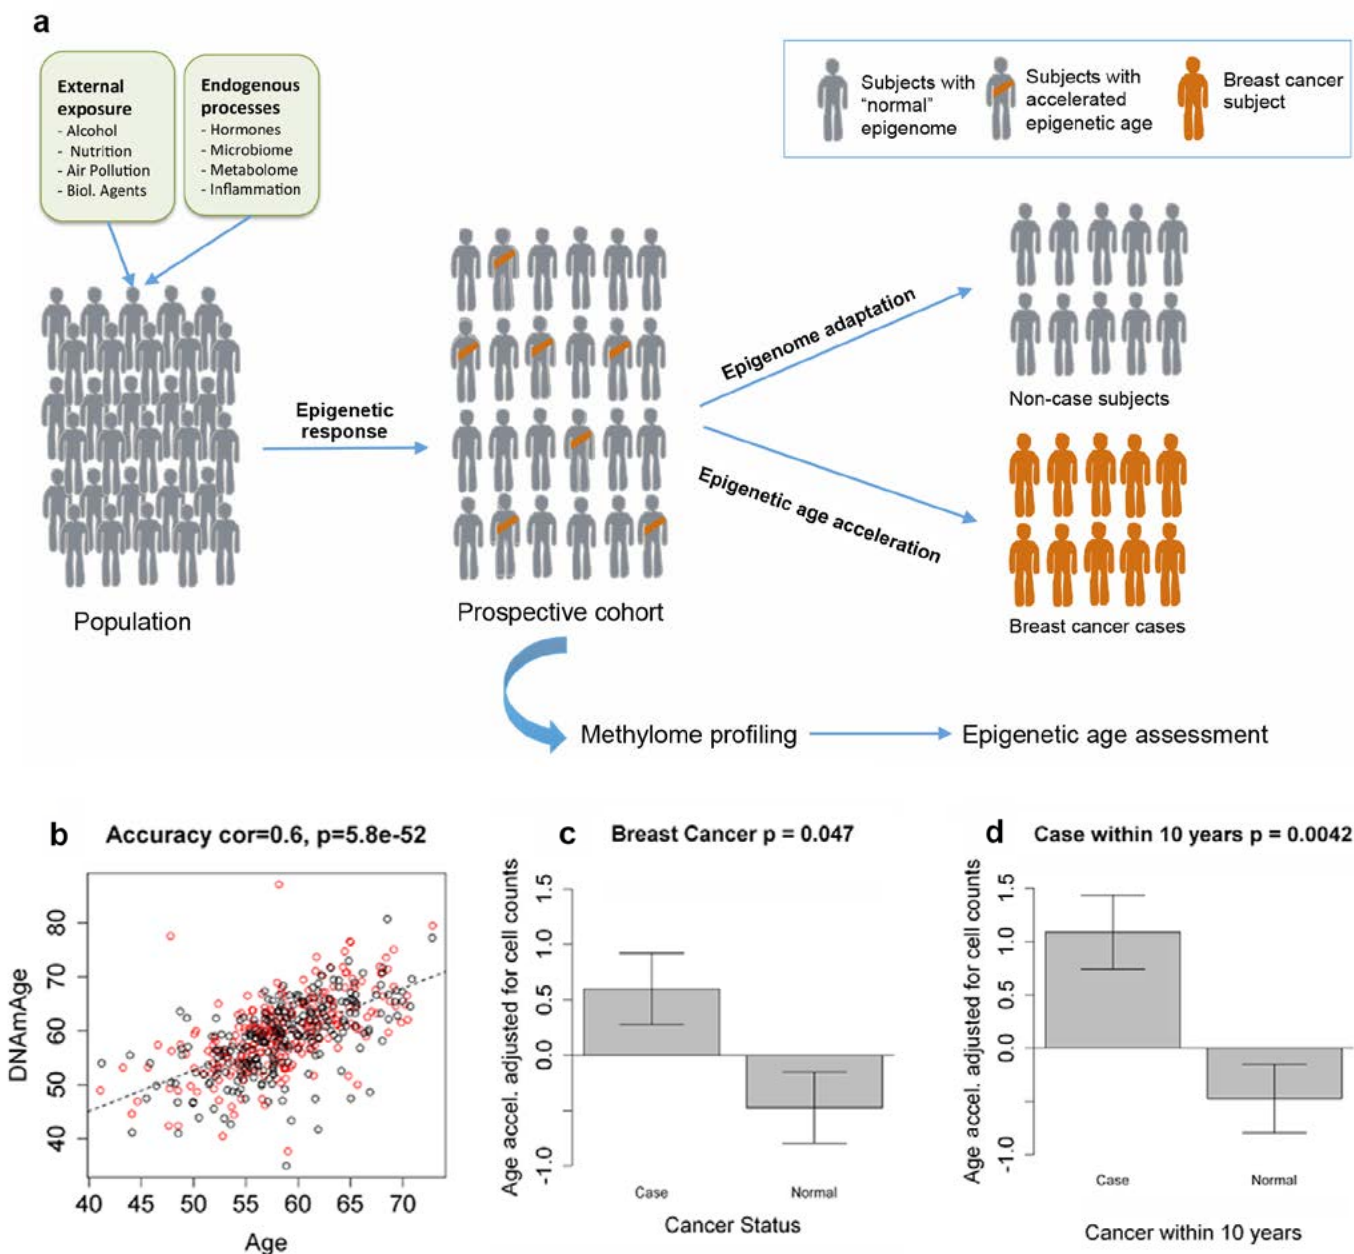 a
External
exposure
- Alcohol
- Nutrition
- Air Pollution
- Biol. Agents
Endogenous
processes
- Hormones
- Microbiome
- Metabolome
- Inflammation
Subjects with
"normal"
epigenome
Subjects with
accelerated
epigenetic age
Breast cancer
subject
Population
Epigenetic
response
Prospective cohort
Epigenome adaptation
Epigenetic age acceleration
Non-case subjects
Breast cancer cases
Methylome profiling
Epigenetic age assessment
b
Accuracy cor=0.6, p=5.8e-52
DNAmAge
80
70
60
50
40
40 45 50 55 60 65 70
Age
c
Breast Cancer p = 0.047
Age accel. adjusted for cell counts
1.5
1.0
0.5
0.0
-1.0
Case
Normal
Cancer Status
d
Case within 10 years p = 0.0042
Age accel. adjusted for cell counts
1.5
1.0
0.5
0.0
-1.0
Case
Normal
Cancer within 10 years